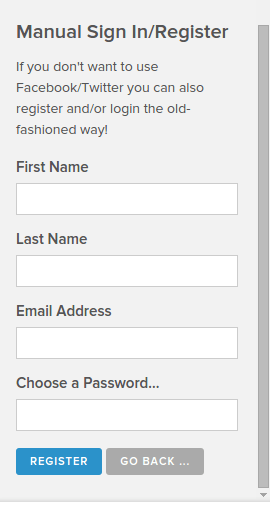 Manual Sign In/Register
If you don't want to use
Facebook/Twitter you can also
register and/or login the old-
fashioned way!
First Name
Last Name
Email Address
Choose a Password...
REGISTER GO BACK ...